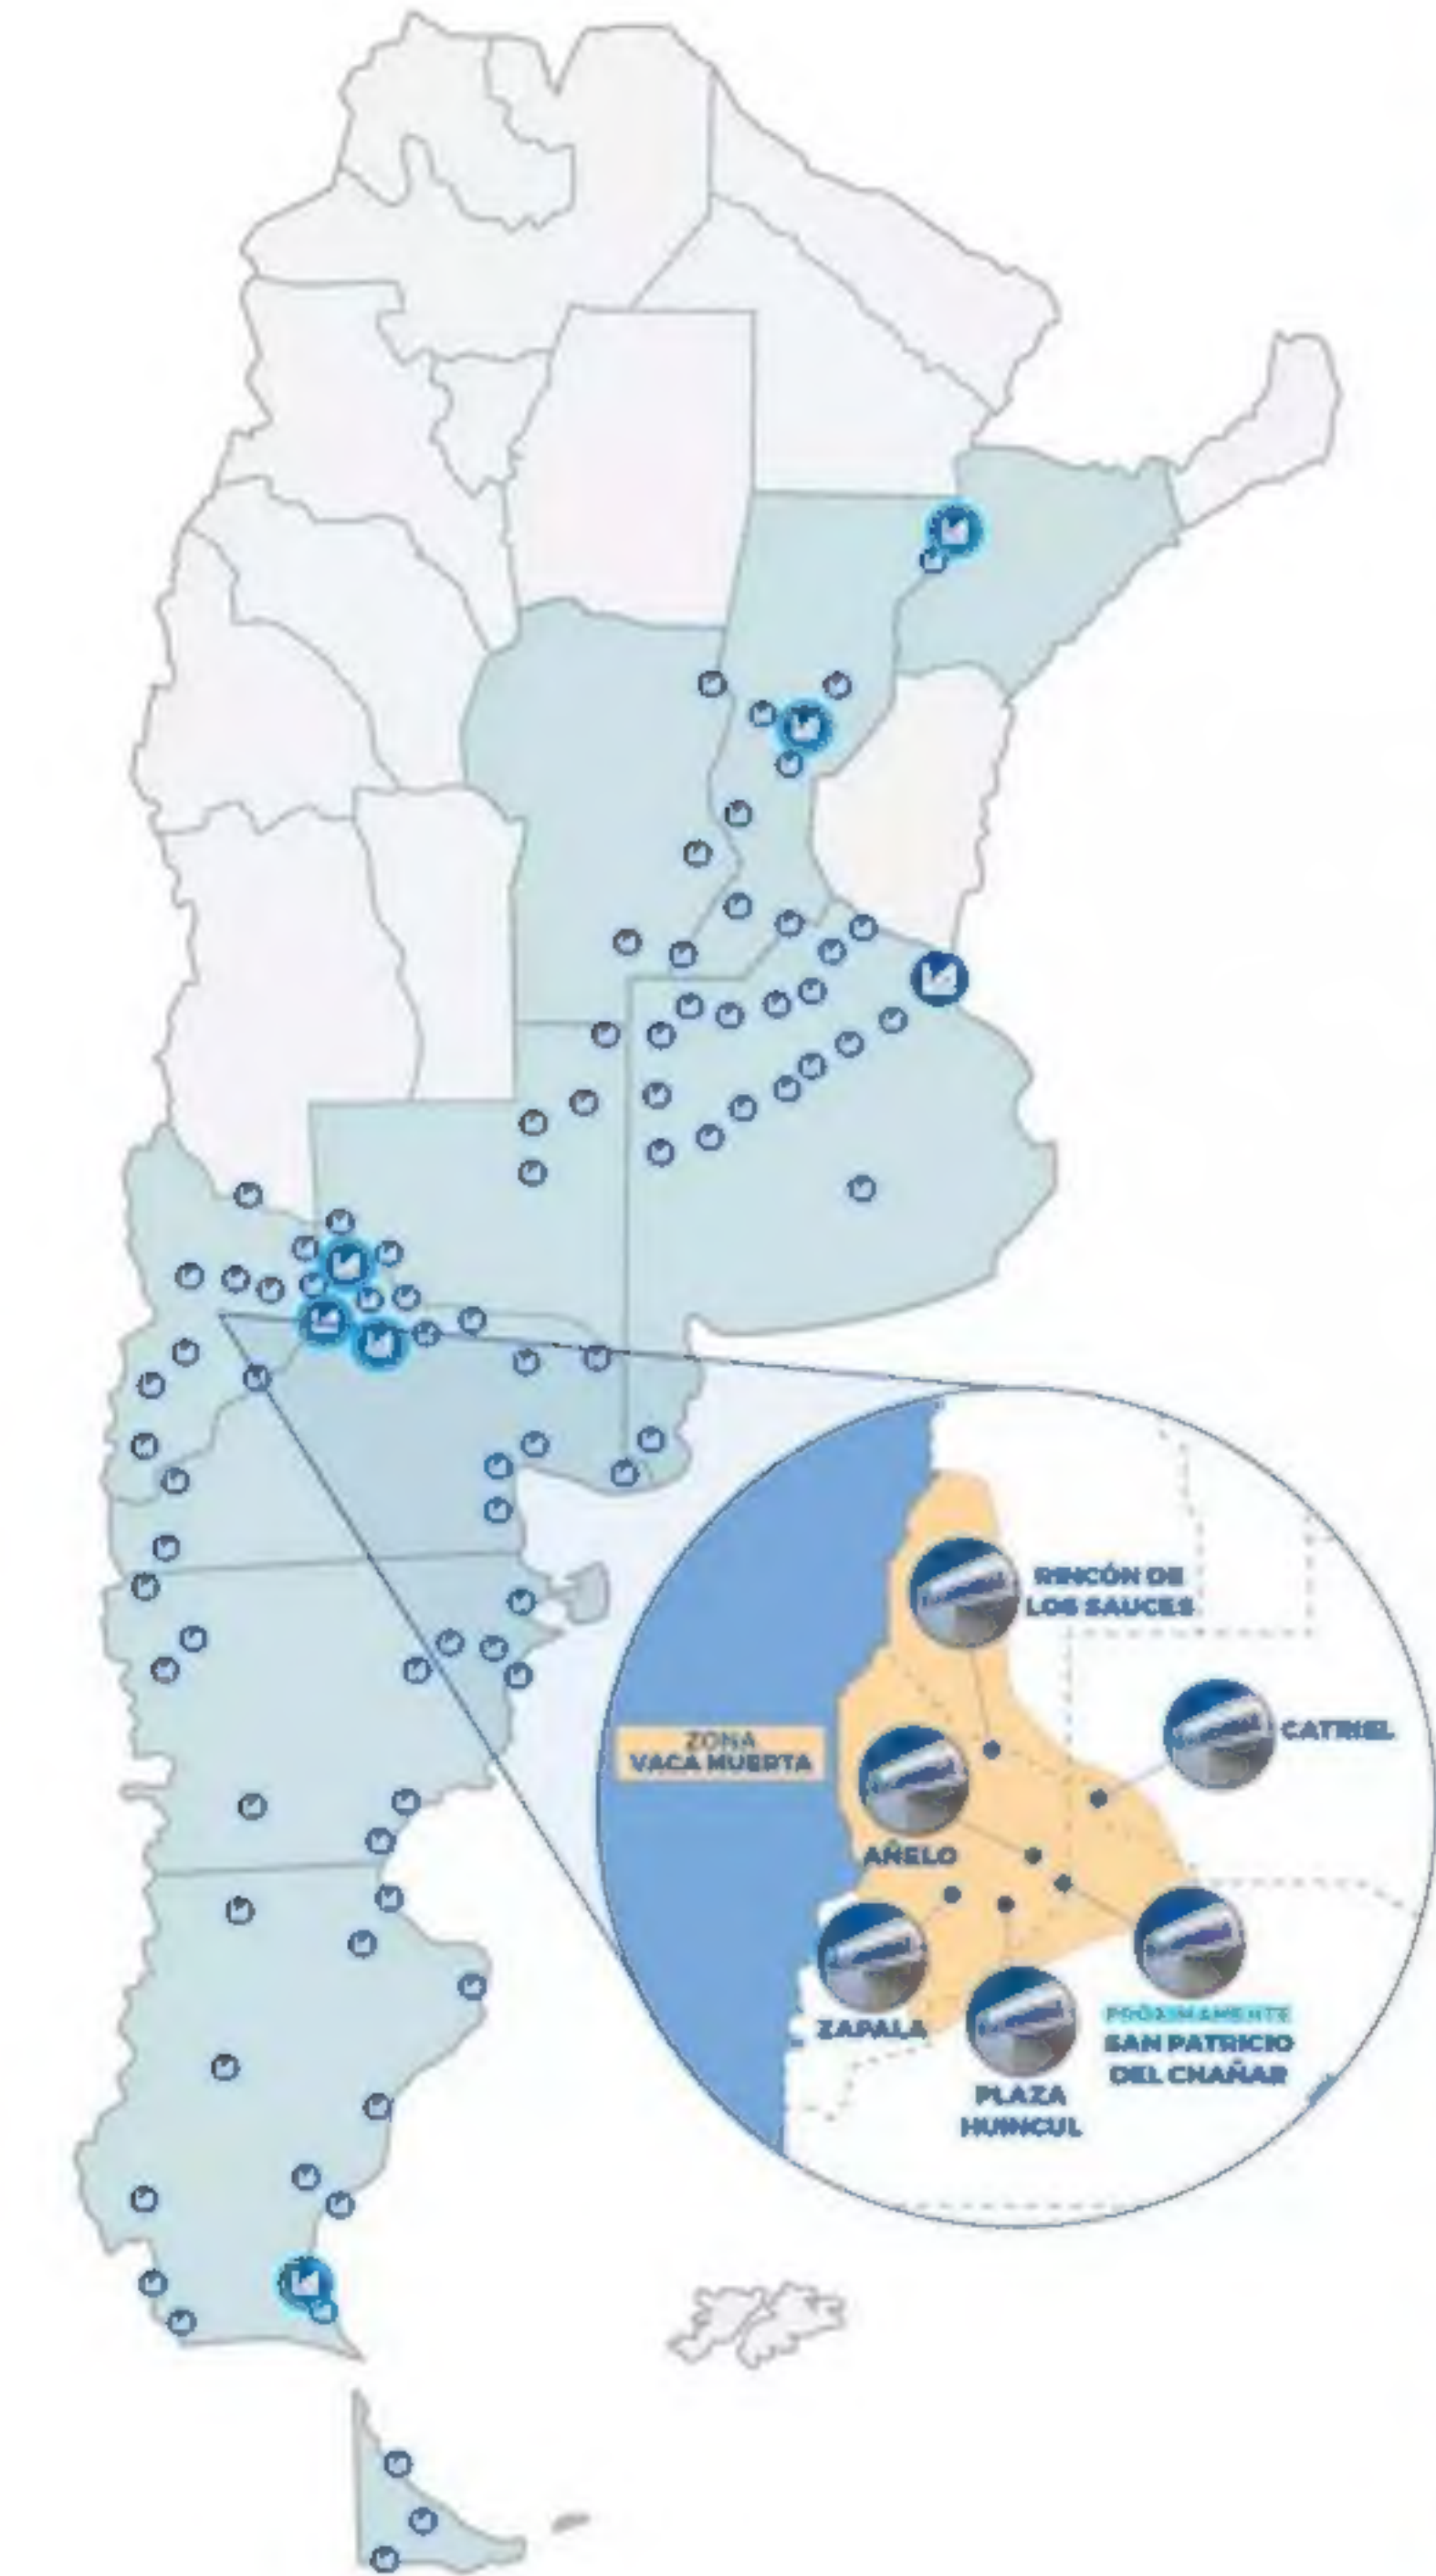 RINCÓN DE
LOS SAUCES
CATRIEL
ZONA
VACA MUERTA
AÑELO
ZAPALA
PLAZA
HUINCUL
PRÓXIMAMENTE
SAN PATRICIO
DEL CHAÑAR